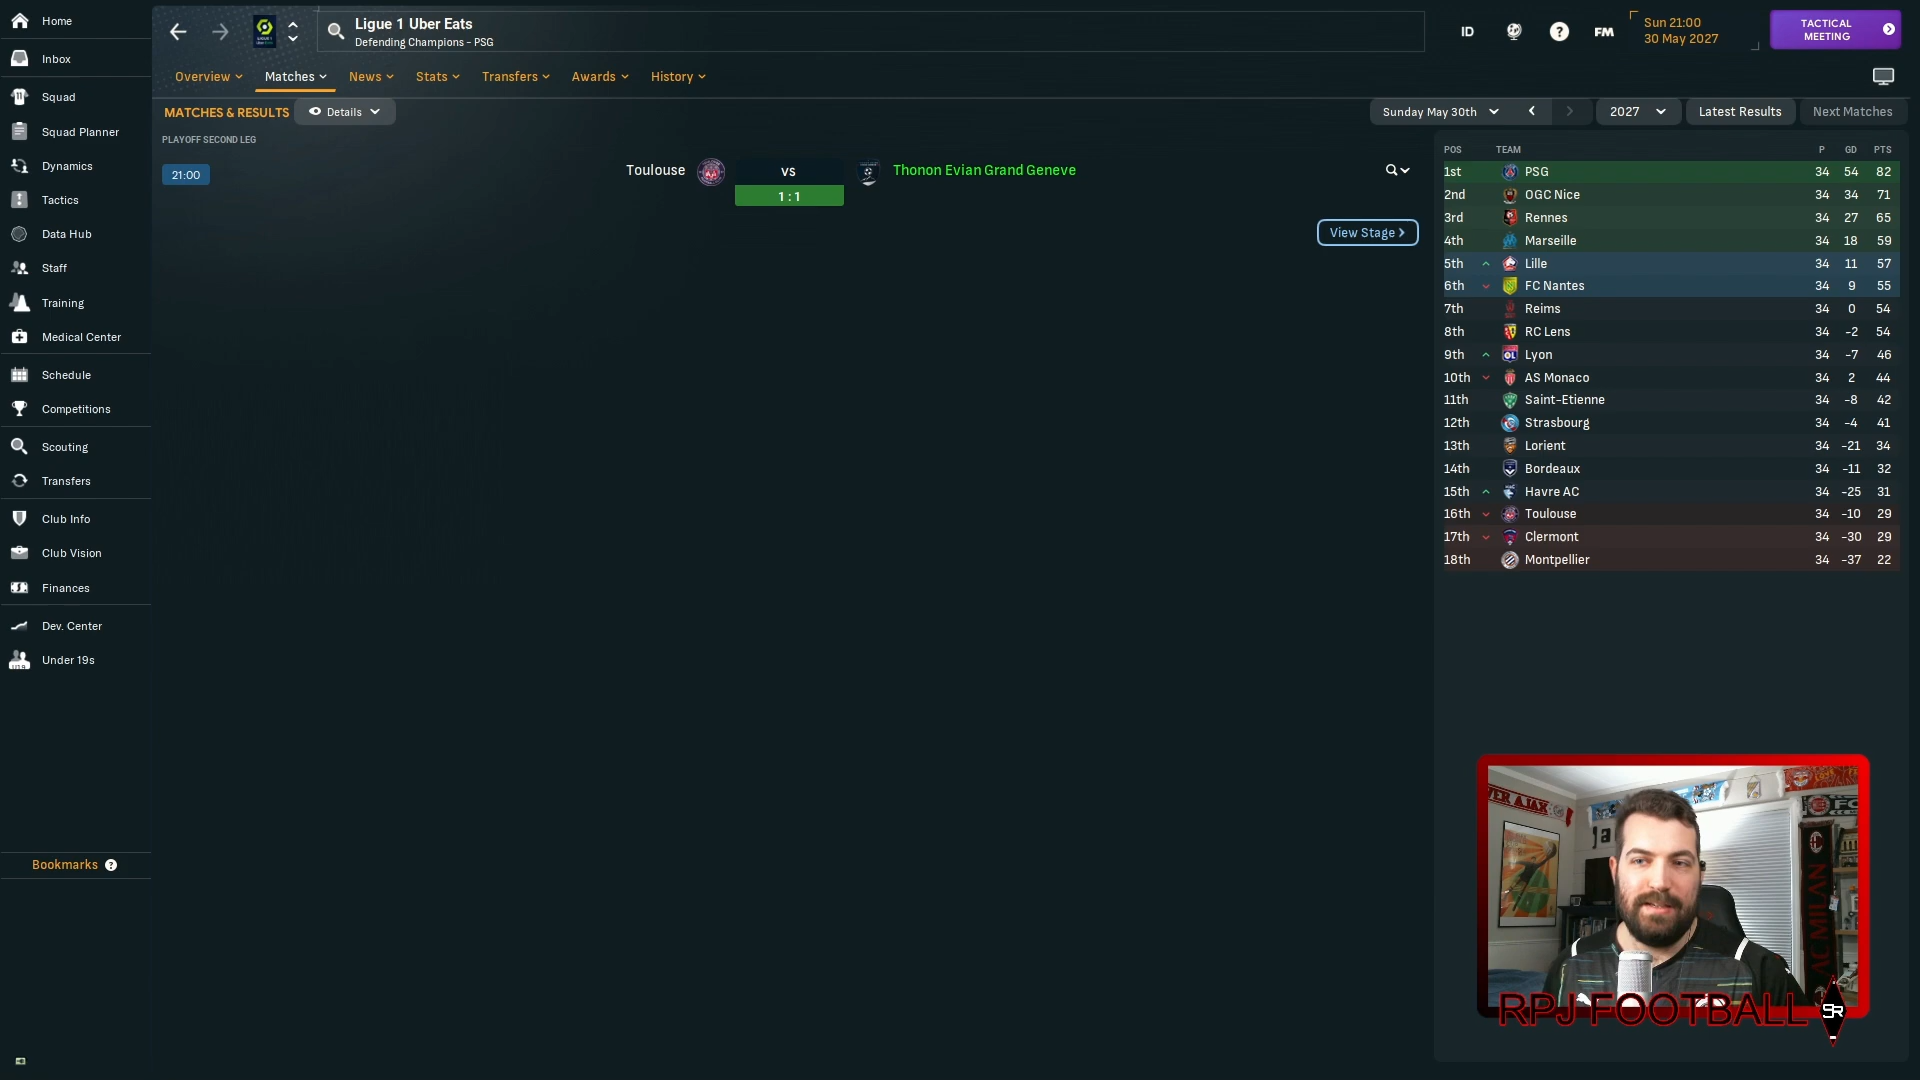 Home
Inbox
Squad
Squad Planner
Dynamics
Tactics
Data Hub
Staff
Training
Medical Center
Schedule
Competitions
Scouting
Transfers
Club Info
Club Vision
Finances
Dev. Center
Under 19s
Bookmarks ?
Ligue 1 Uber Eats
Defending Champions - PSG
ID
?
FM
Sun 21:00
30 May 2027
TACTICAL
MEETING
Overview Matches News Stats Transfers Awards History
MATCHES & RESULTS Details
Sunday May 30th 2027 Latest Results Next Matches
PLAYOFF SECOND LEG
21:00 Toulouse VS Thonon Evian Grand Geneve
1 : 1
View Stage
POS TEAM P GD PTS
1st PSG 34 54 82
2nd OGC Nice 34 34 71
3rd Rennes 34 27 65
4th Marseille 34 18 59
5th Lille 34 11 57
6th FC Nantes 34 9 55
7th Reims 34 0 54
8th RC Lens 34 -2 54
9th Lyon 34 -7 46
10th AS Monaco 34 2 44
11th Saint-Etienne 34 -8 42
12th Strasbourg 34 -4 41
13th Lorient 34 -21 34
14th Bordeaux 34 -11 32
15th Havre AC 34 -25 31
16th Toulouse 34 -10 29
17th Clermont 34 -30 29
18th Montpellier 34 -37 22
VER AJAX
AC MILAN
RPJ FOOTBALL